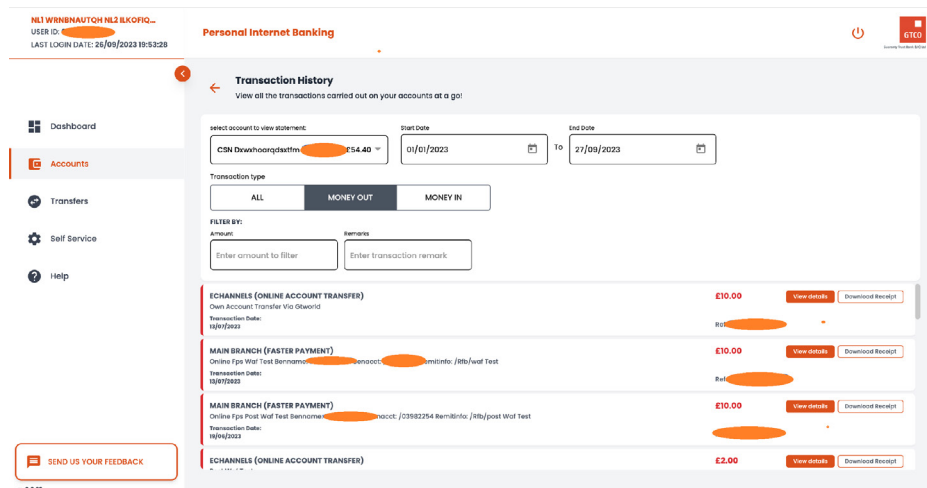 NL1 WRNBNAUTQH NL2 ILKOFIQ...
USER ID:
LAST LOGIN DATE: 26/09/2023 19:53:28
Personal Internet Banking
GTCO
Transaction History
View all the transactions carried out on your accounts at a go!
Dashboard
Accounts
Transfers
Self Service
Help
SEND US YOUR FEEDBACK
select account to view statement:
Start Date
End Date
CSN Dxwxhoorqdsxtfm £54.40
01/01/2023
To
27/09/2023
Transaction type
ALL
MONEY OUT
MONEY IN
FILTER BY:
Amount
Remarks
Enter amount to filter
Enter transaction remark
ECHANNELS (ONLINE ACCOUNT TRANSFER)
£10.00
View details
Download Receipt
Own Account Transfer Via Gtworld
Transaction Date:
13/07/2023
Ref
MAIN BRANCH (FASTER PAYMENT)
£10.00
View details
Download Receipt
Online Fps Waf Test Benname: benacct: emitinfo: /Rfb/waf Test
Transaction Date:
13/07/2023
Ref
MAIN BRANCH (FASTER PAYMENT)
£10.00
View details
Download Receipt
Online Fps Post Waf Test Benname: nacct: /03982254 Remitinfo: /Rfb/post Waf Test
Transaction Date:
19/06/2023
ECHANNELS (ONLINE ACCOUNT TRANSFER)
£2.00
View details
Download Receipt